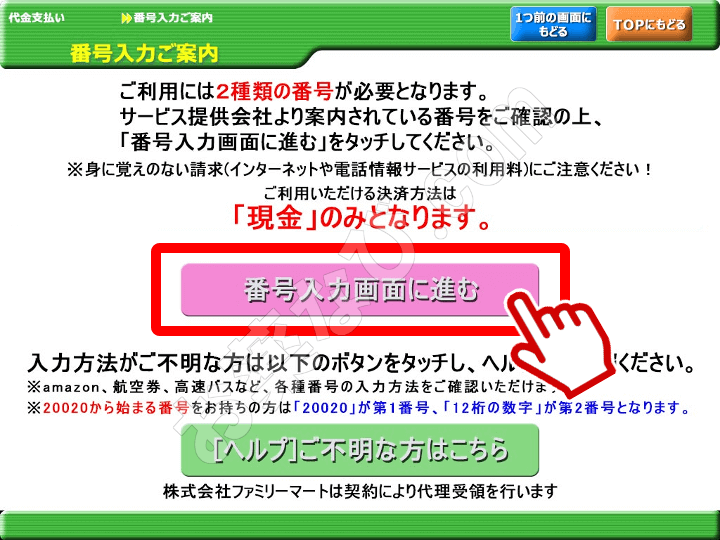 代金支払い
番号入力ご案内
1つ前の画面に
もどる
TOPにもどる
番号入力ご案内
ご利用には2種類の番号が必要となります。
サービス提供会社より案内されている番号をご確認の上、
「番号入力画面に進む」をタッチしてください。
※身に覚えのない請求(インターネットや電話情報サービスの利用料)にご注意ください！
ご利用いただける決済方法は
「現金」のみとなります。
番号入力画面に進む
入力方法がご不明な方は以下のボタンをタッチし、ヘル ください。
※amazon、航空券、高速バスなど、各種番号の入力方法をご確認いただけま
※20020から始まる番号をお持ちの方は「20020」が第1番号、「12桁の数字」が第2番号となります。
[ヘルプ]ご不明な方はこちら
株式会社ファミリーマートは契約により代理受領を行います